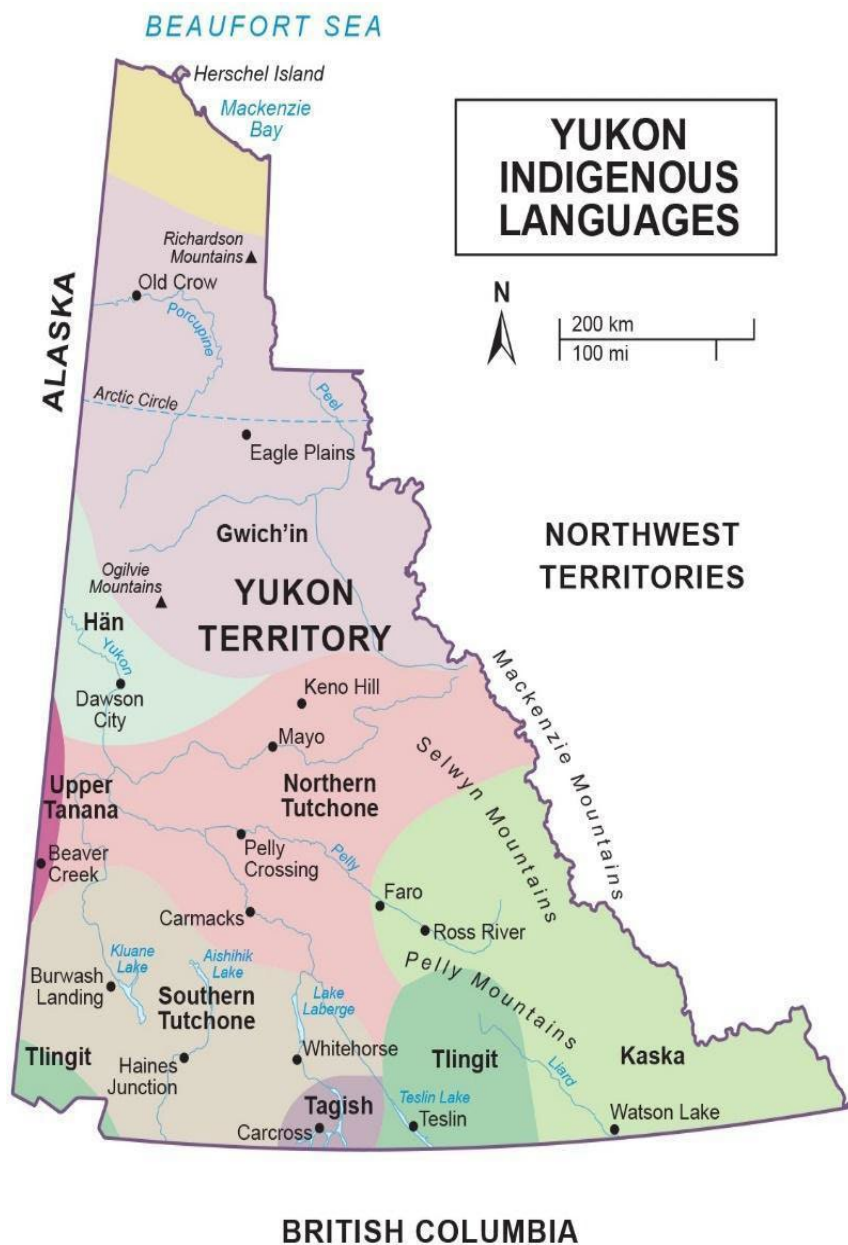 BEAUFORT SEA
Herschel Island
Mackenzie
Bay
YUKON
INDIGENOUS
LANGUAGES
Richardson
Mountains
Old Crow
ALASKA
Porcupine
N
200 km
100 mi
Arctic Circle
Peel
Eagle Plains
Gwich'in
NORTHWEST
TERRITORIES
Ogilvie
Mountains
YUKON
TERRITORY
Hän
Yukon
Dawson
City
Keno Hill
Mackenzie Mountains
Mayo
Selwyn Mountains
Upper
Tanana
Northern
Tutchone
Beaver
Creek
Pelly
Crossing
Pelly
Faro
Carmacks
Ross River
Pelly Mountains
Kluane
Lake
Aishihik
Lake
Burwash
Landing
Southern
Tutchone
Lake
Laberge
Tlingit
Haines
Junction
Whitehorse
Tlingit
Kaska
Liard
Tagish
Teslin Lake
Teslin
Carcross
Watson Lake
BRITISH COLUMBIA